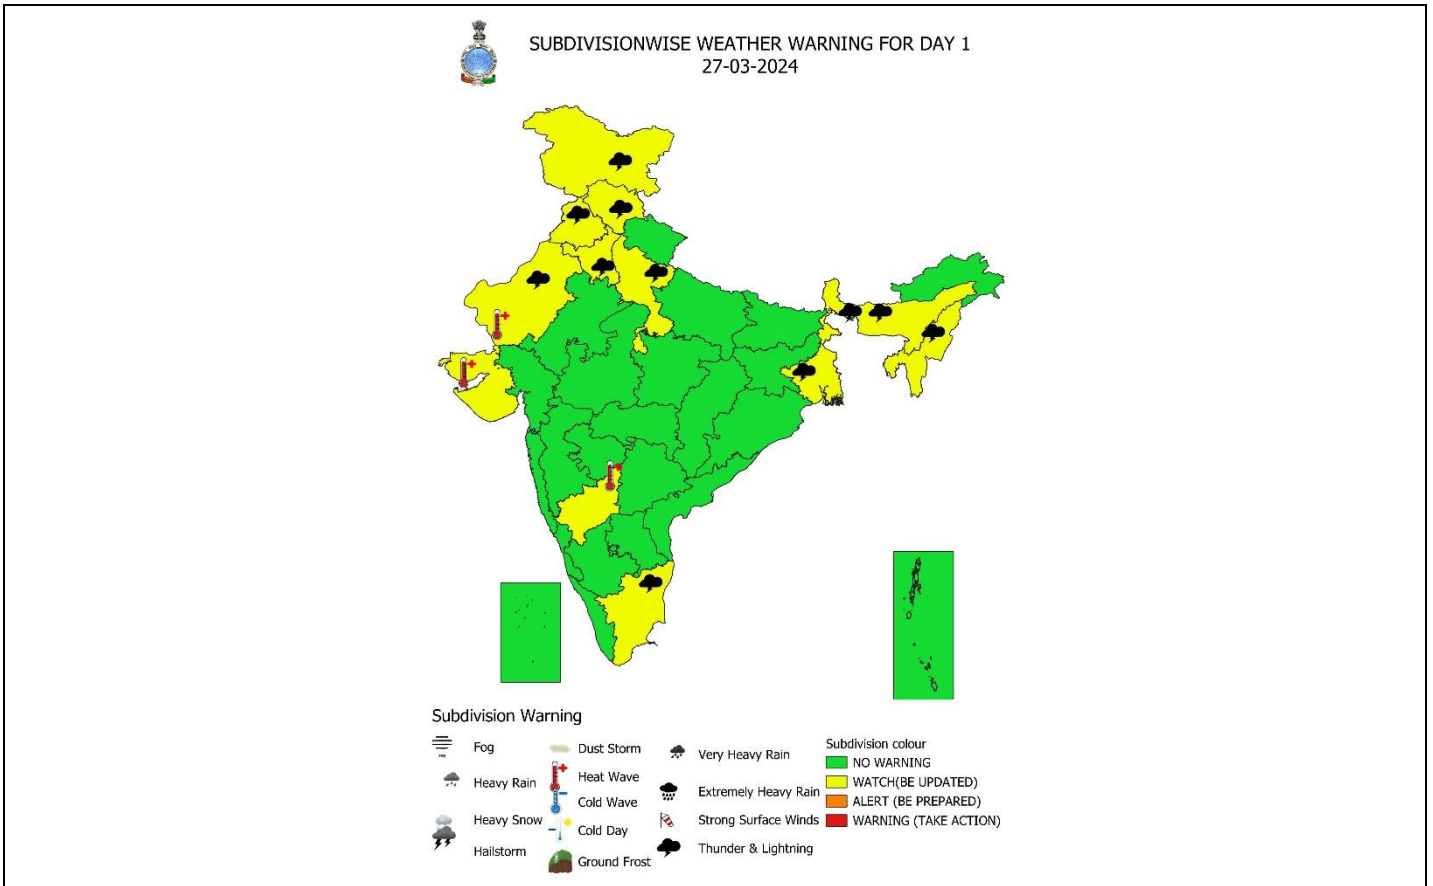 SUBDIVISIONWISE WEATHER WARNING FOR DAY 1
27-03-2024
Subdivision Warning
Fog
Heavy Rain
Heavy Snow
Hailstorm
Dust Storm
Heat Wave
Cold Wave
Cold Day
Ground Frost
Very Heavy Rain
Extremely Heavy Rain
Strong Surface Winds
Thunder & Lightning
Subdivision colour
NO WARNING
WATCH(BE UPDATED)
ALERT (BE PREPARED)
WARNING (TAKE ACTION)